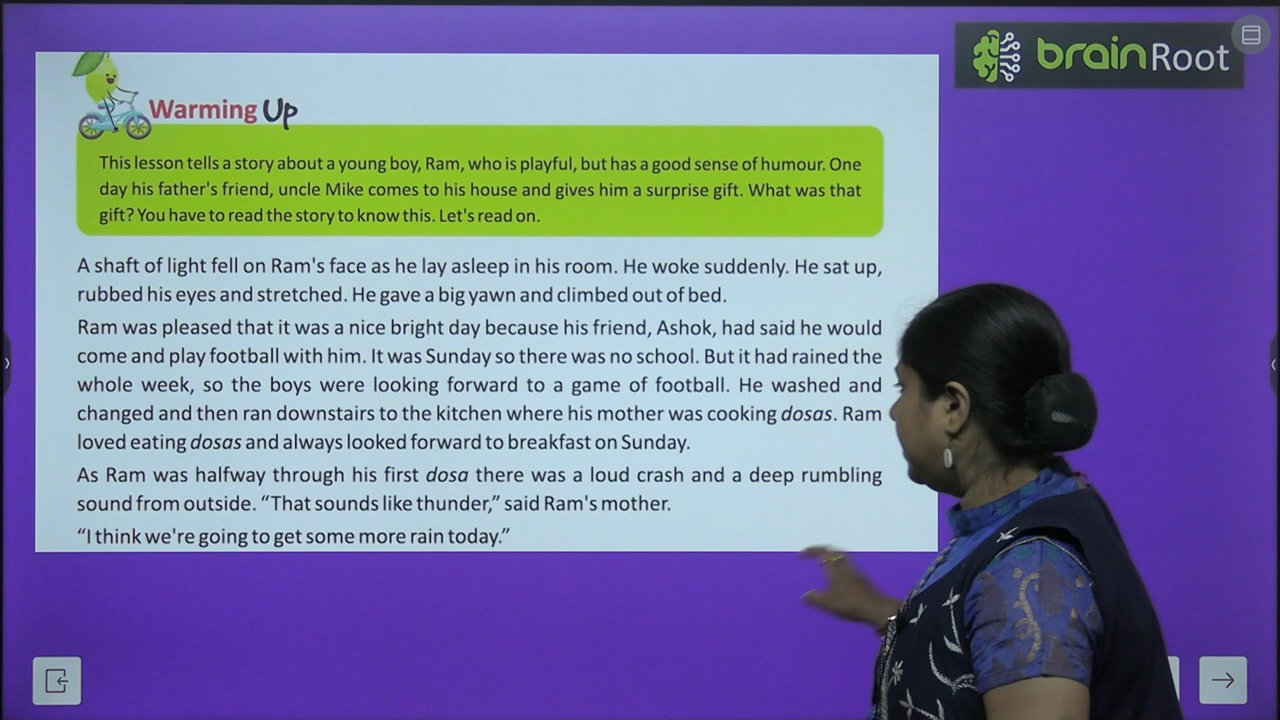 brainRoot
Warming Up
This lesson tells a story about a young boy, Ram, who is playful, but has a good sense of humour. One
day his father's friend, uncle Mike comes to his house and gives him a surprise gift. What was that
gift? You have to read the story to know this. Let's read on.
A shaft of light fell on Ram's face as he lay asleep in his room. He woke suddenly. He sat up,
rubbed his eyes and stretched. He gave a big yawn and climbed out of bed.
Ram was pleased that it was a nice bright day because his friend, Ashok, had said he would
come and play football with him. It was Sunday so there was no school. But it had rained the
whole week, so the boys were looking forward to a game of football. He washed and
changed and then ran downstairs to the kitchen where his mother was cooking dosas. Ram
loved eating dosas and always looked forward to breakfast on Sunday.
As Ram was halfway through his first dosa there was a loud crash and a deep rumbling
sound from outside. “That sounds like thunder,” said Ram's mother.
“I think we're going to get some more rain today.”